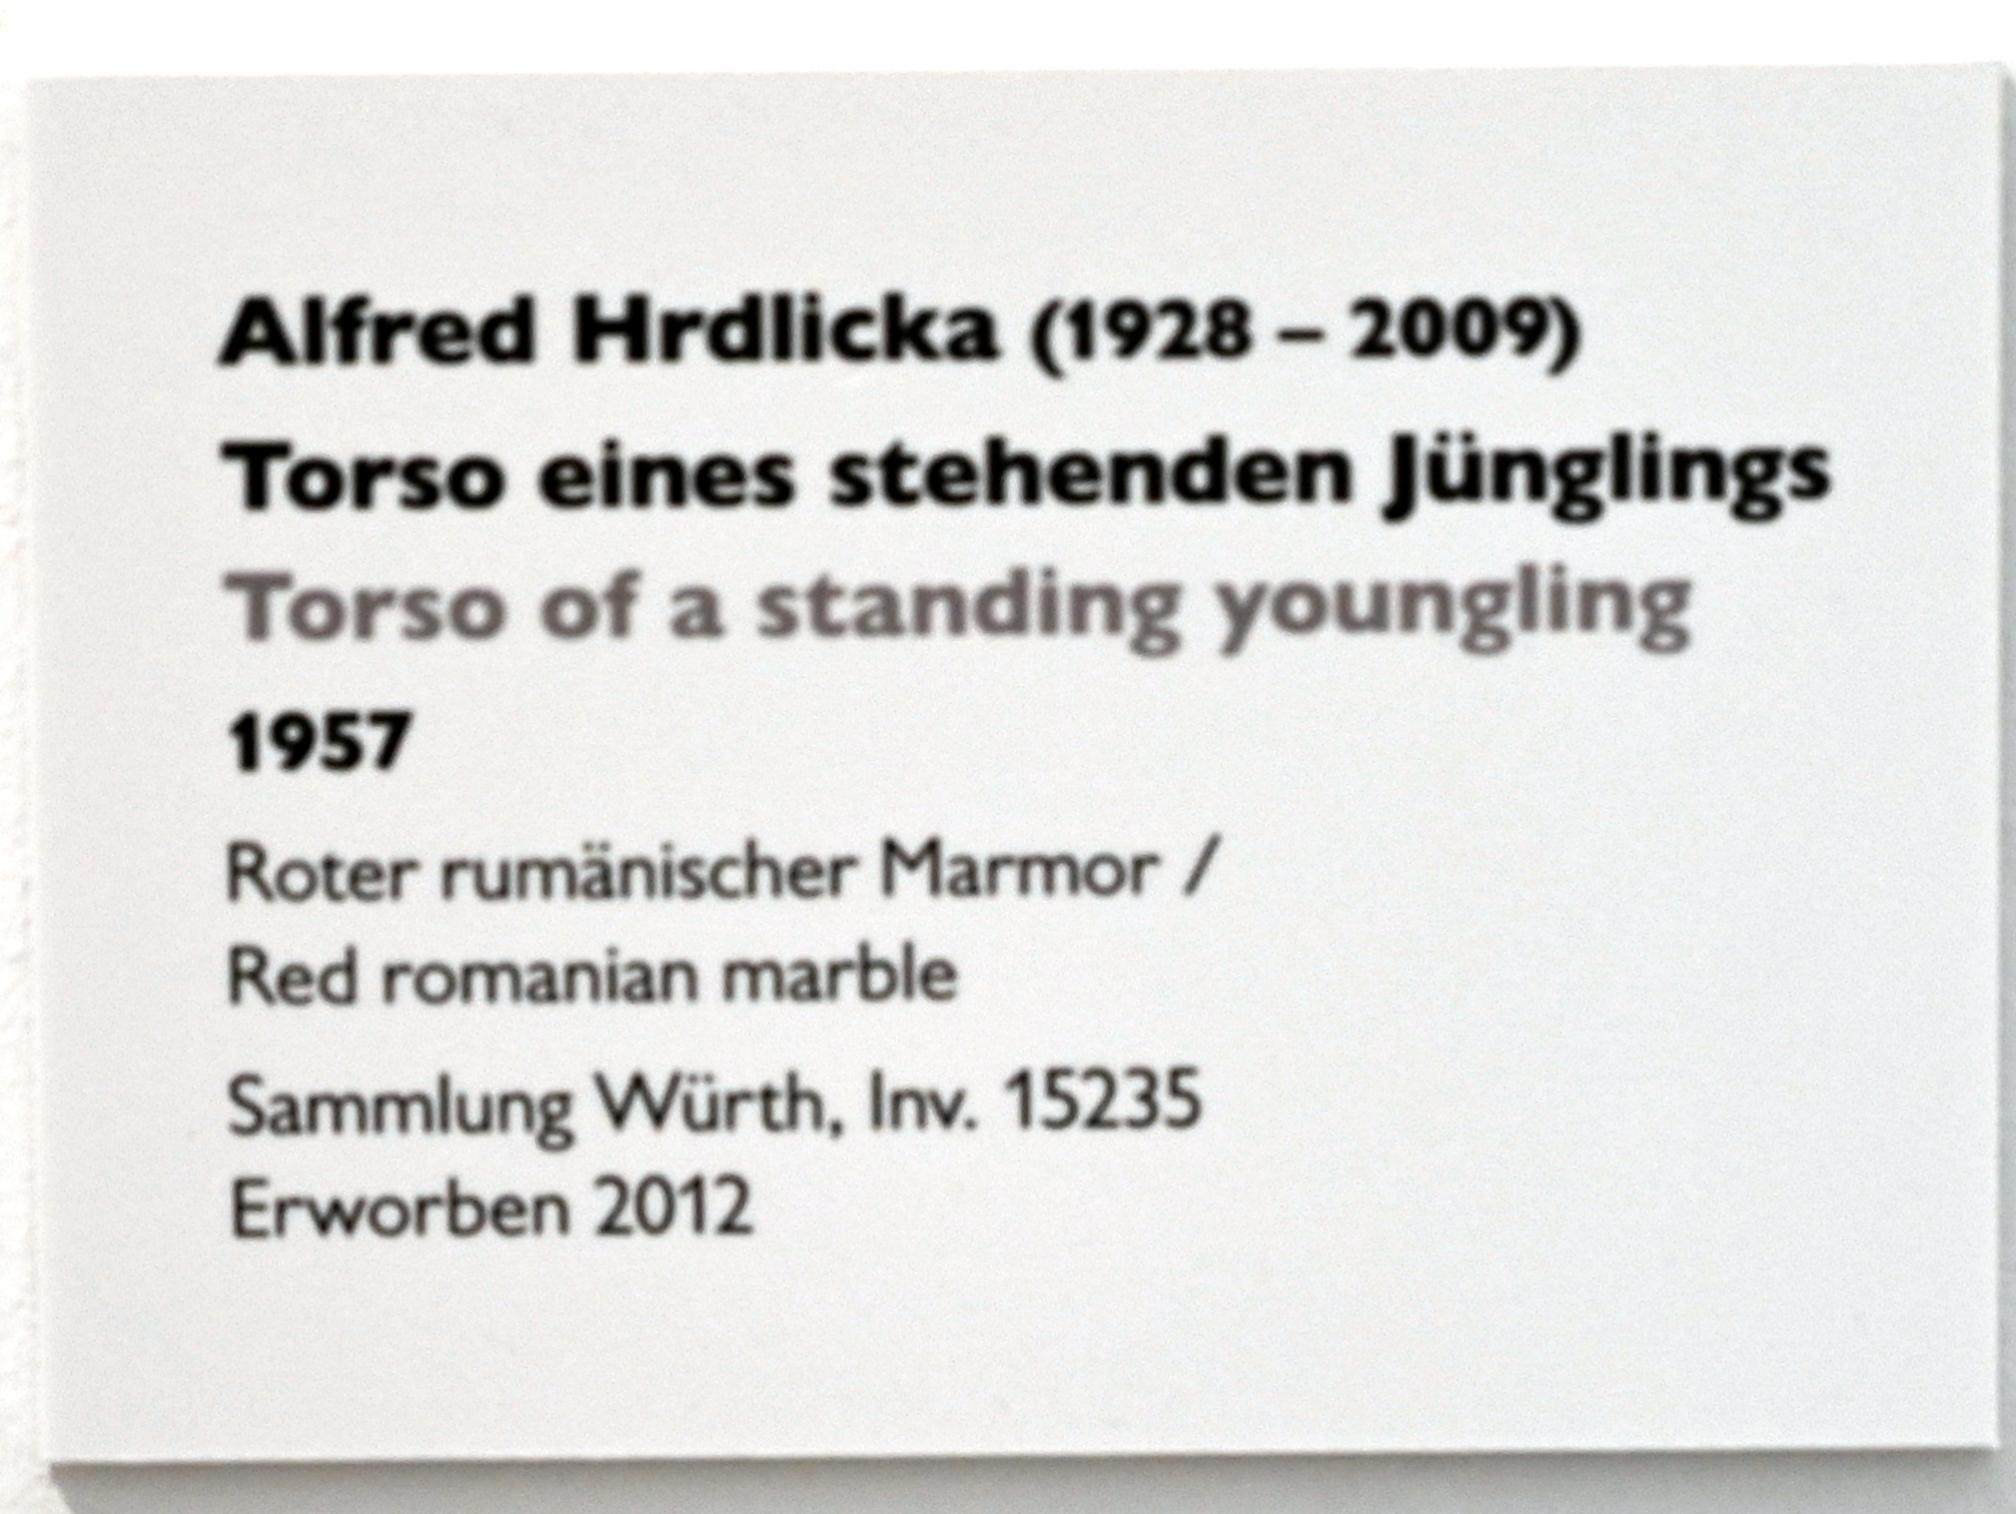 Alfred Hrdlicka (1928 – 2009)
Torso eines stehenden Jünglings
Torso of a standing youngling
1957
Roter rumänischer Marmor /
Red romanian marble
Sammlung Würth, Inv. 15235
Erworben 2012